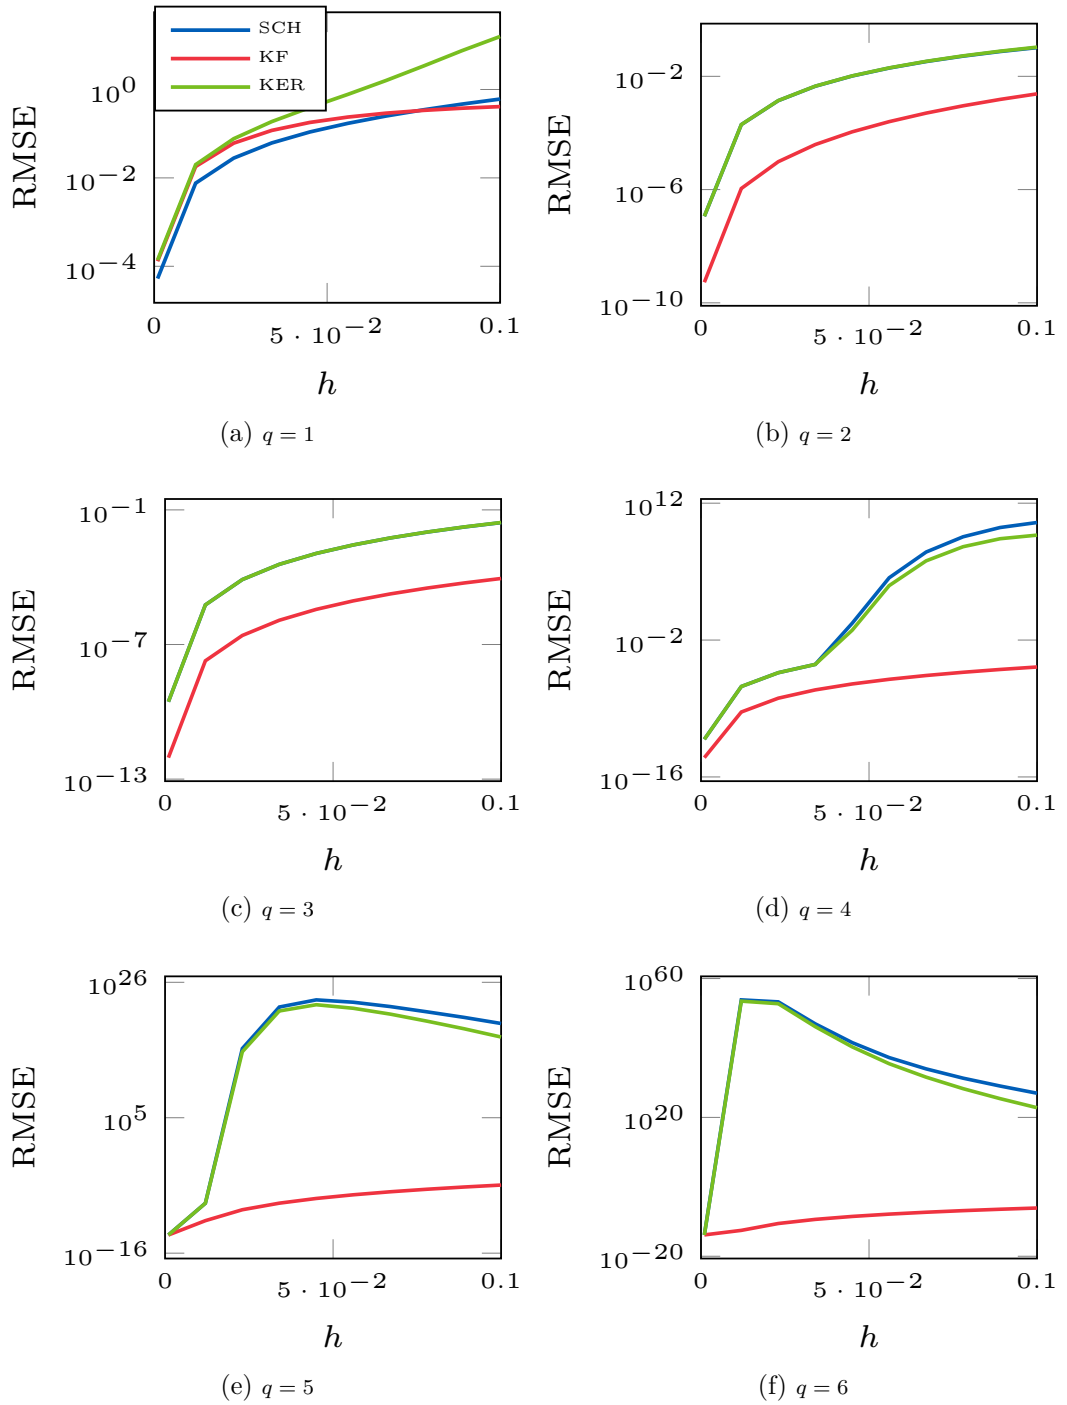 SCH
KF
KER
10^0
10^−2
10^−4
RMSE
0
5 · 10^−2
0.1
h
(a) q = 1
10^−2
10^−6
10^−10
RMSE
0
5 · 10^−2
0.1
h
(b) q = 2
10^−1
10^−7
10^−13
RMSE
0
5 · 10^−2
0.1
h
(c) q = 3
10^12
10^−2
10^−16
RMSE
0
5 · 10^−2
0.1
h
(d) q = 4
10^26
10^5
10^−16
RMSE
0
5 · 10^−2
0.1
h
(e) q = 5
10^60
10^20
10^−20
RMSE
0
5 · 10^−2
0.1
h
(f) q = 6